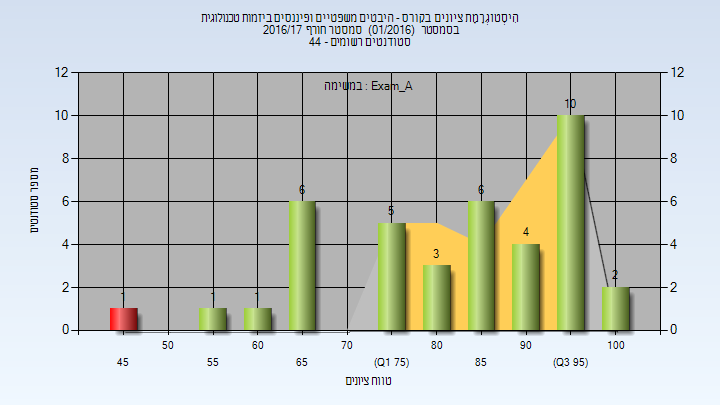 היסטוגרמת ציונים בקורס - היבטים משפטיים ופיננסים ביזמות טכנולוגית
בסמסטר (01/2016) סמסטר חורף 2016/17
סטודנטים רשומים - 44
במשימה : Exam_A
מספר סטודנטים
12 12
10 10
8 8
6 6
4 4
2 2
0 0
1 1 1 6 5 3 6 4 10 2
50 60 70 80 90 100
45 55 65 (Q1 75) 85 (Q3 95)
טווח ציונים